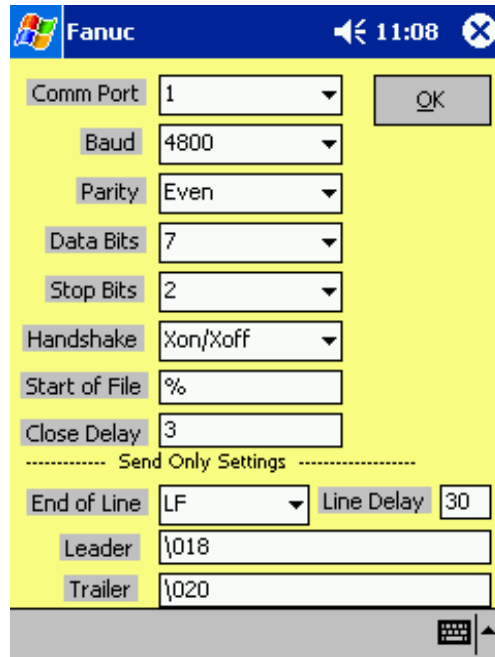 Fanuc 11:08
Comm Port 1 OK
Baud 4800
Parity Even
Data Bits 7
Stop Bits 2
Handshake Xon/Xoff
Start of File %
Close Delay 3
------------- Send Only Settings -----------------
End of Line LF Line Delay 30
Leader \018
Trailer \020